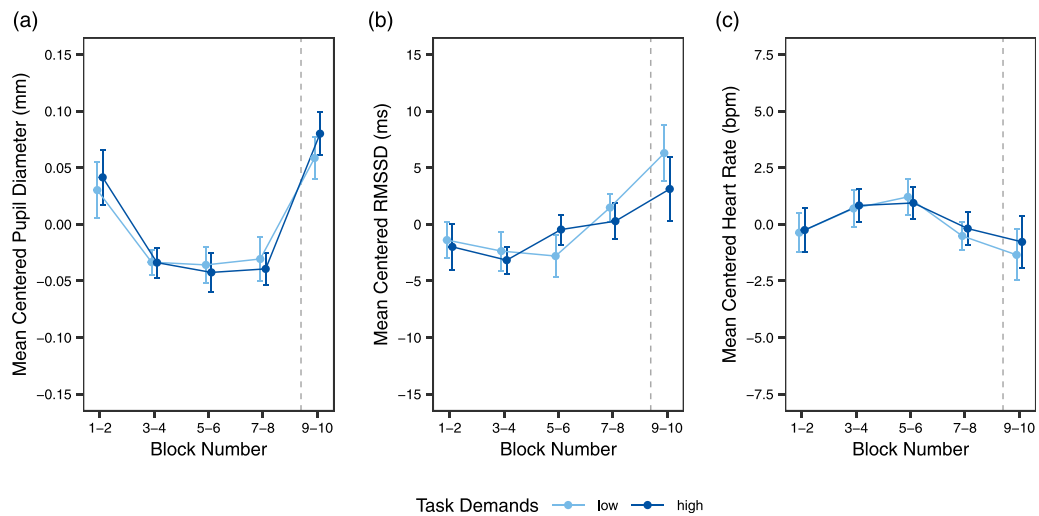 (a)
Mean Centered Pupil Diameter (mm)
0.15
0.10
0.05
0.00
−0.05
−0.10
−0.15
1−2 3−4 5−6 7−8 9−10
Block Number
(b)
Mean Centered RMSSD (ms)
15
10
5
0
−5
−10
−15
1−2 3−4 5−6 7−8 9−10
Block Number
(c)
Mean Centered Heart Rate (bpm)
7.5
5.0
2.5
0.0
−2.5
−5.0
−7.5
1−2 3−4 5−6 7−8 9−10
Block Number
Task Demands low high